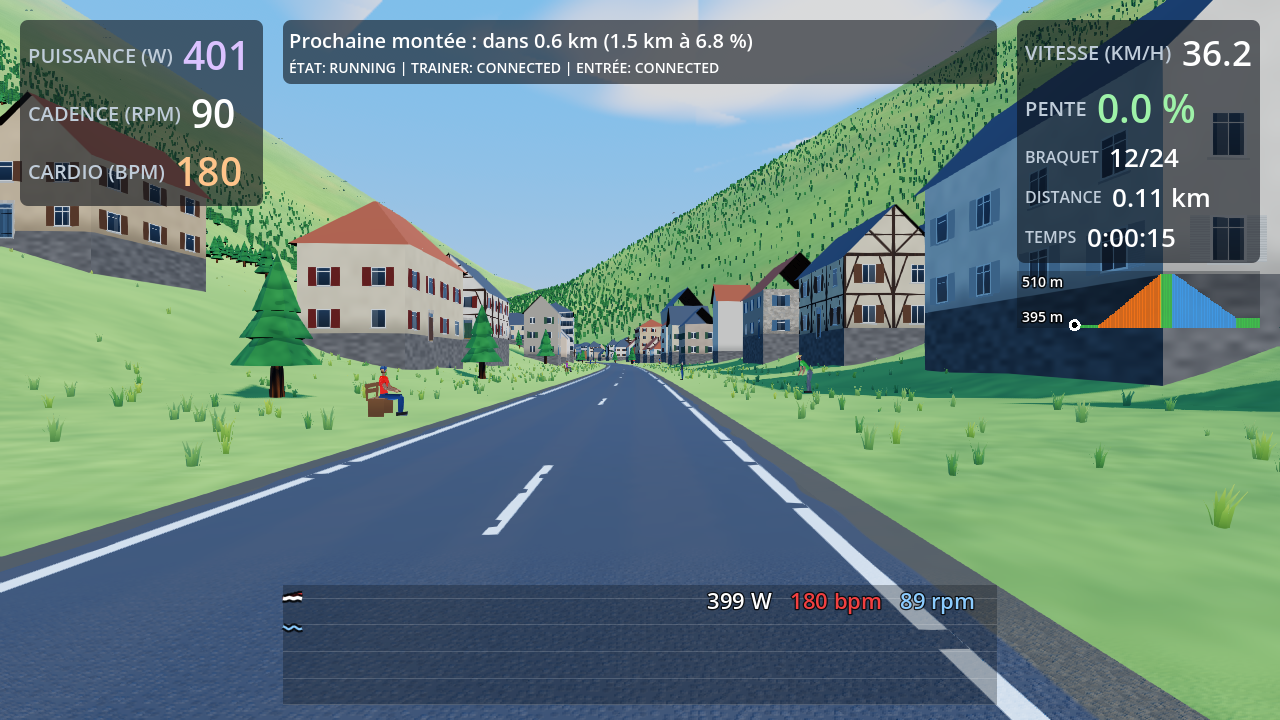 PUISSANCE (W) 401
CADENCE (RPM) 90
CARDIO (BPM) 180
Prochaine montée : dans 0.6 km (1.5 km à 6.8 %)
ÉTAT: RUNNING | TRAINER: CONNECTED | ENTRÉE: CONNECTED
VITESSE (KM/H) 36.2
PENTE 0.0 %
BRAQUET 12/24
DISTANCE 0.11 km
TEMPS 0:00:15
510 m
395 m
399 W 180 bpm 89 rpm